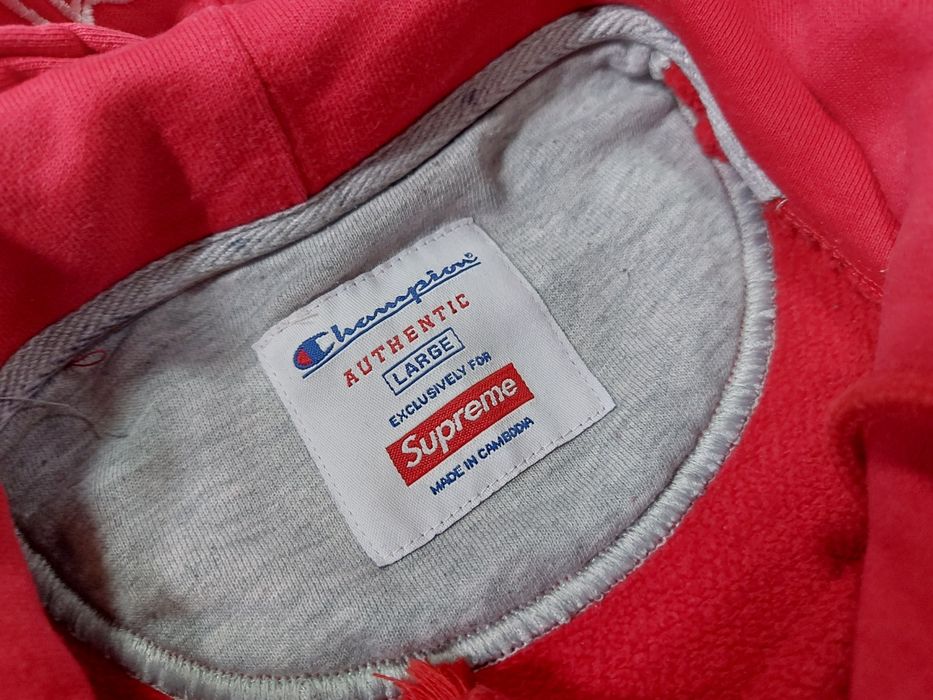 Champion
AUTHENTIC
LARGE
EXCLUSIVELY FOR
Supreme
MADE IN CAMBODIA